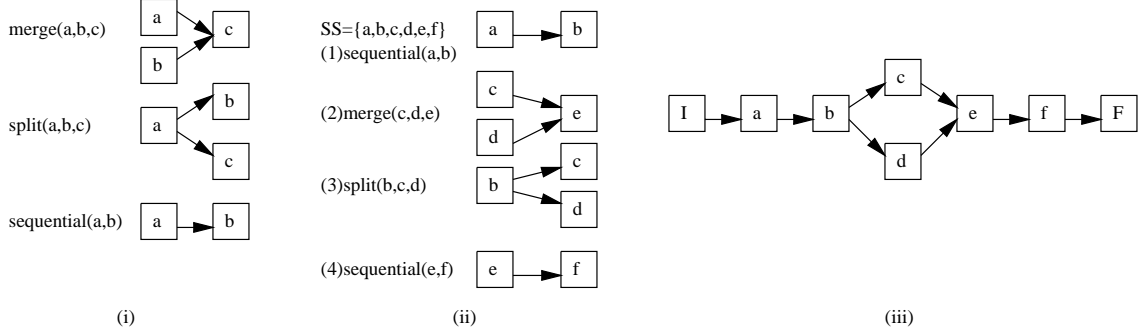 merge(a,b,c)
a
b
c
split(a,b,c)
a
b
c
sequential(a,b)
a
b
(i)
SS={a,b,c,d,e,f}
(1)sequential(a,b)
a
b
(2)merge(c,d,e)
c
d
e
(3)split(b,c,d)
b
c
d
(4)sequential(e,f)
e
f
(ii)
I
a
b
c
d
e
f
F
(iii)